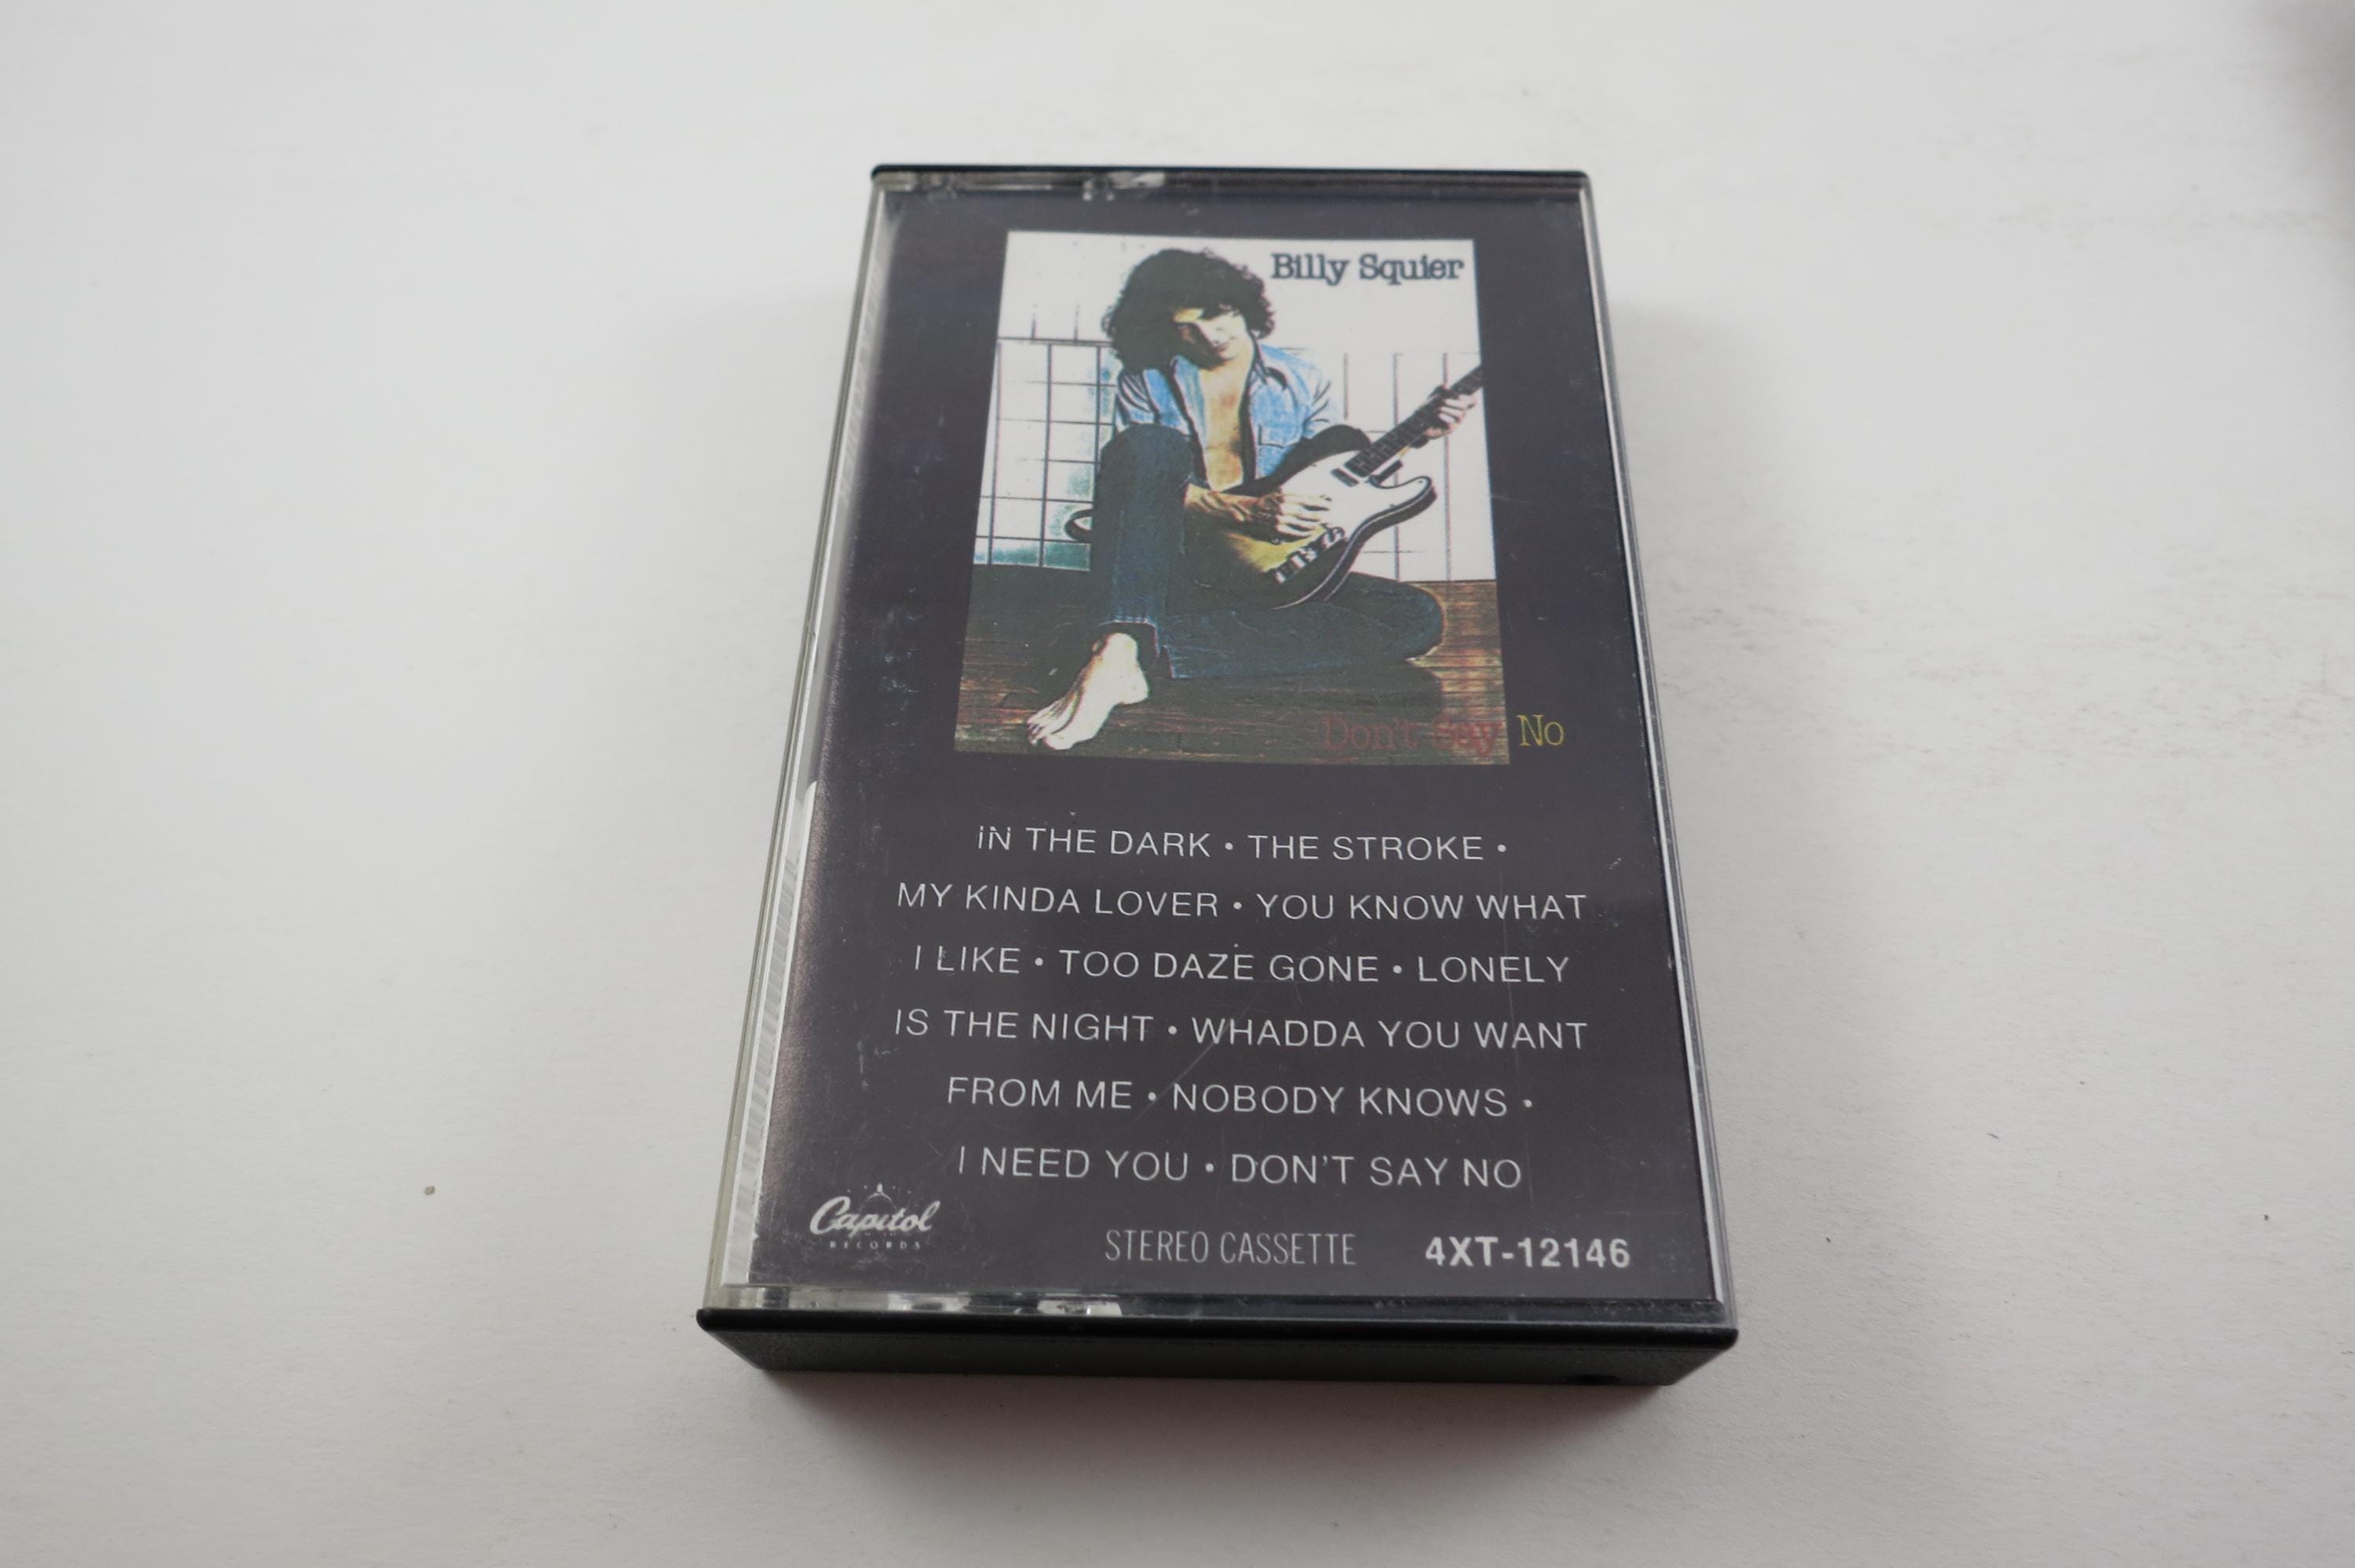 Billy Squier
Don't say No
IN THE DARK • THE STROKE •
MY KINDA LOVER • YOU KNOW WHAT
I LIKE • TOO DAZE GONE • LONELY
IS THE NIGHT • WHADDA YOU WANT
FROM ME • NOBODY KNOWS •
I NEED YOU • DON'T SAY NO
Capitol
RECORDS
STEREO CASSETTE 4XT-12146